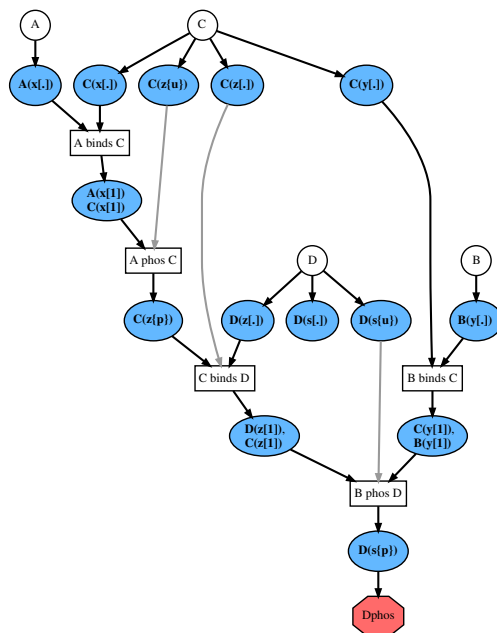 A
C
A(x[.])
C(x[.])
C(z{u})
C(z[.])
C(y[.])
A binds C
A(x[1])
C(x[1])
A phos C
D
B
C(z{p})
D(z[.])
D(s[.])
D(s{u})
B(y[.])
C binds D
B binds C
D(z[1]),
C(z[1])
C(y[1]),
B(y[1])
B phos D
D(s{p})
Dphos